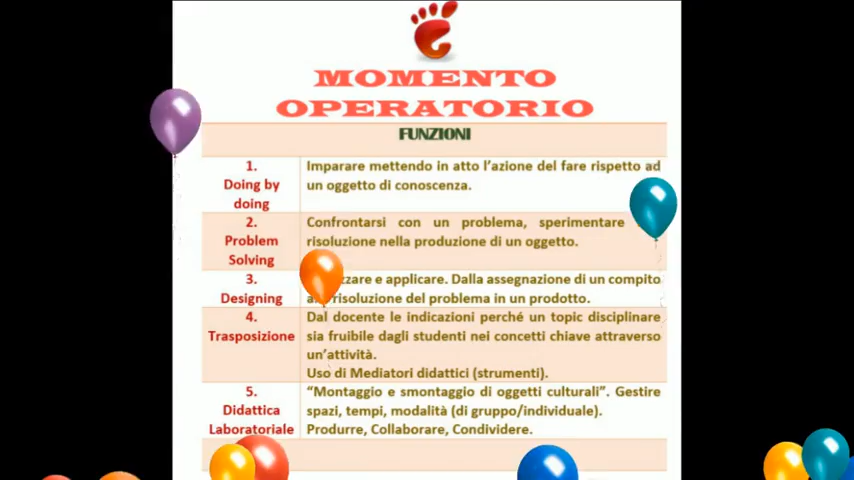 MOMENTO
OPERATORIO
FUNZIONI
1.
Doing by
doing
Imparare mettendo in atto l’azione del fare rispetto ad
un oggetto di conoscenza.
2.
Problem
Solving
Confrontarsi con un problema, sperimentare
risoluzione nella produzione di un oggetto.
3.
Designing
e applicare. Dalla assegnazione di un compito
risoluzione del problema in un prodotto.
4.
Trasposizione
Dal docente le indicazioni perché un topic disciplinare
sia fruibile dagli studenti nei concetti chiave attraverso
un’attività.
Uso di Mediatori didattici (strumenti).
5.
Didattica
Laboratoriale
“Montaggio e smontaggio di oggetti culturali”. Gestire
spazi, tempi, modalità (di gruppo/individuale).
Produrre, Collaborare, Condividere.